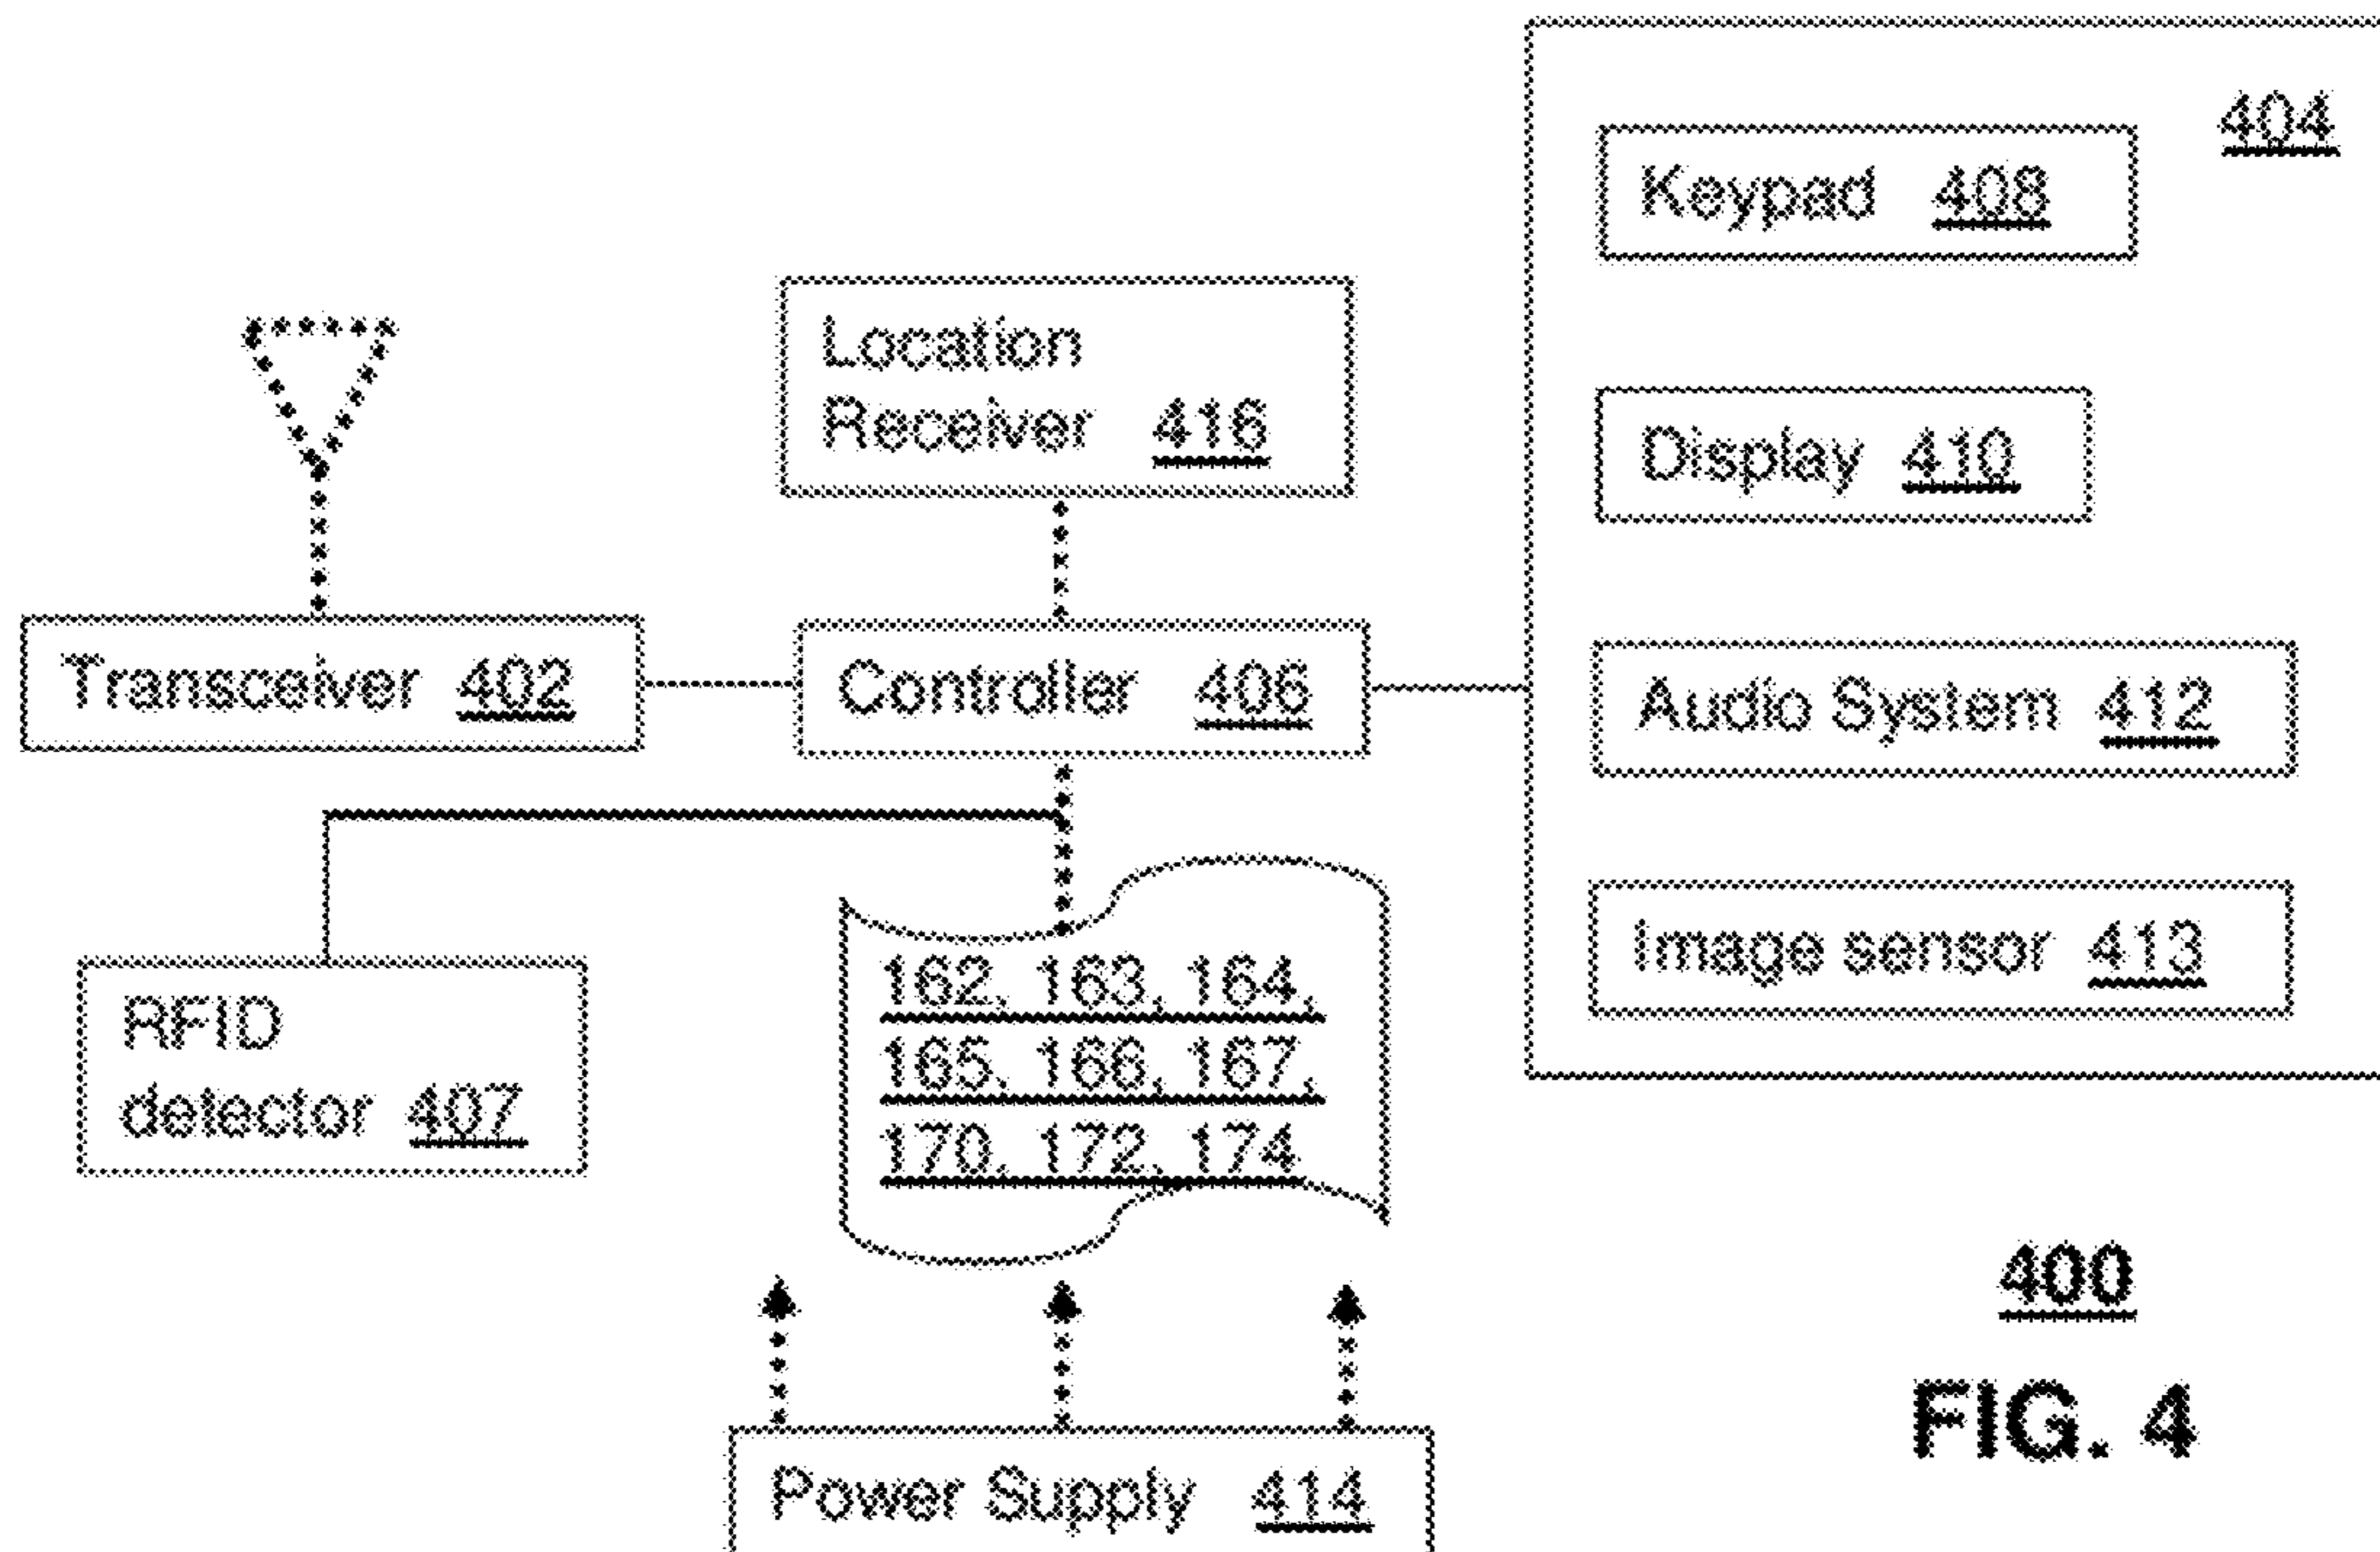 404
Keypad 408
Location
Receiver 416
Display 410
Transceiver 402
Controller 406
Audio System 412
Image sensor 413
RFID
detector 407
162, 163, 164,
165, 166, 167,
170, 172, 174
400
FIG. 4
Power Supply 414